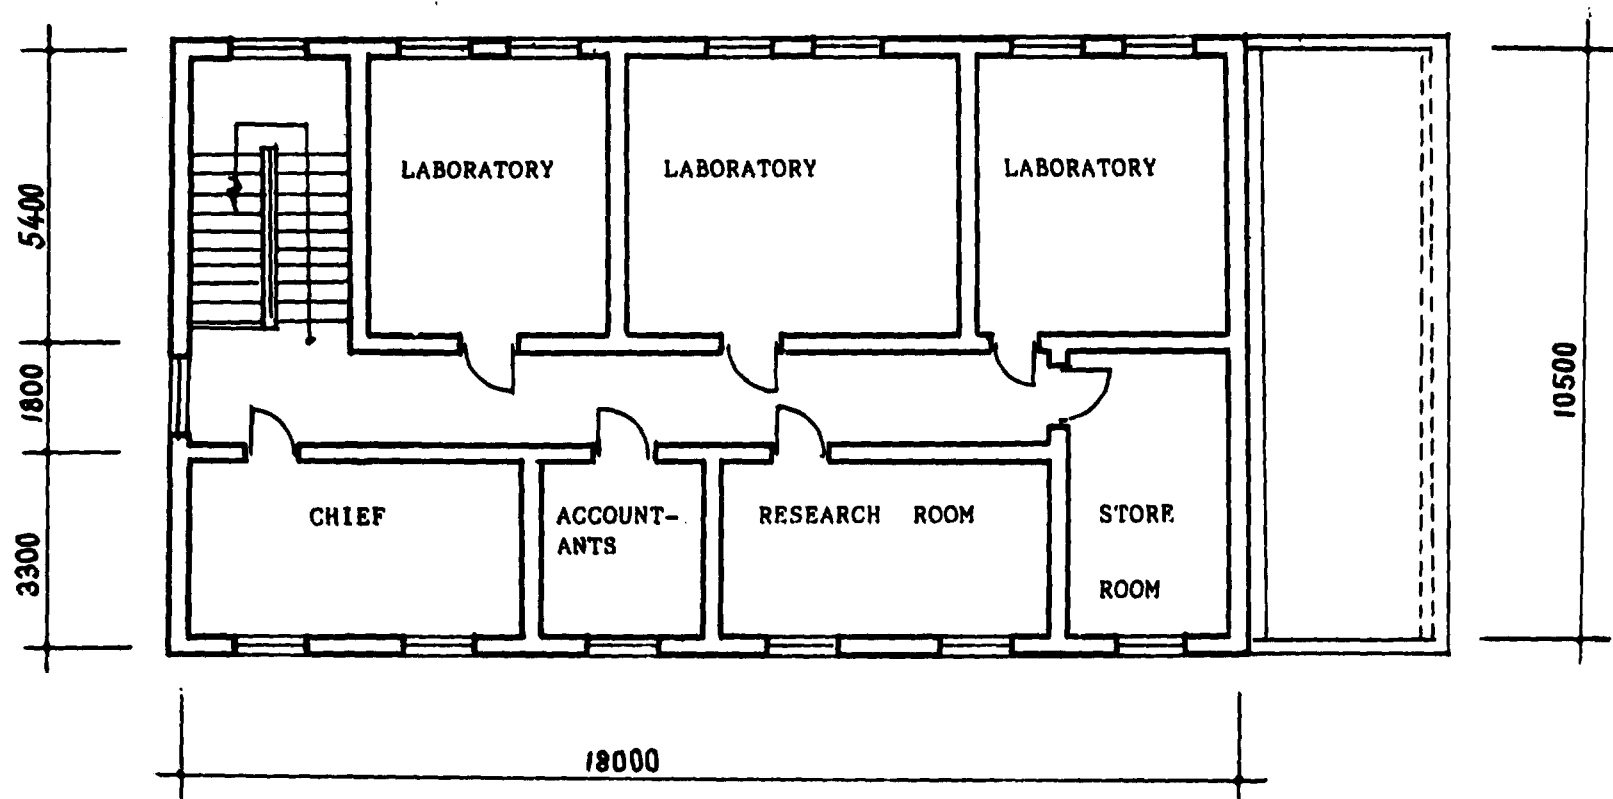 LABORATORY LABORATORY LABORATORY
5400
1800
10500
CHIEF
ACCOUNT-
ANTS
RESEARCH ROOM
STORE
ROOM
3300
18000